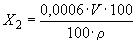 X₂ = 0,0006 · V · 100 / 100 · ρ